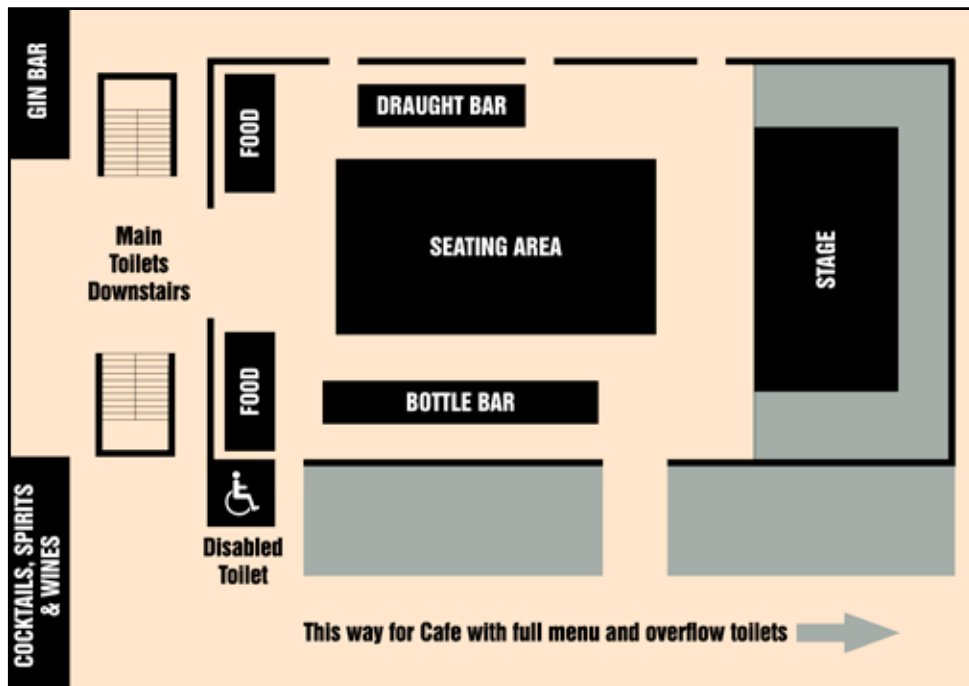 GIN BAR
FOOD
DRAUGHT BAR
Main
Toilets
Downstairs
SEATING AREA
STAGE
FOOD
BOTTLE BAR
COCKTAILS, SPIRITS
& WINES
Disabled
Toilet
This way for Cafe with full menu and overflow toilets